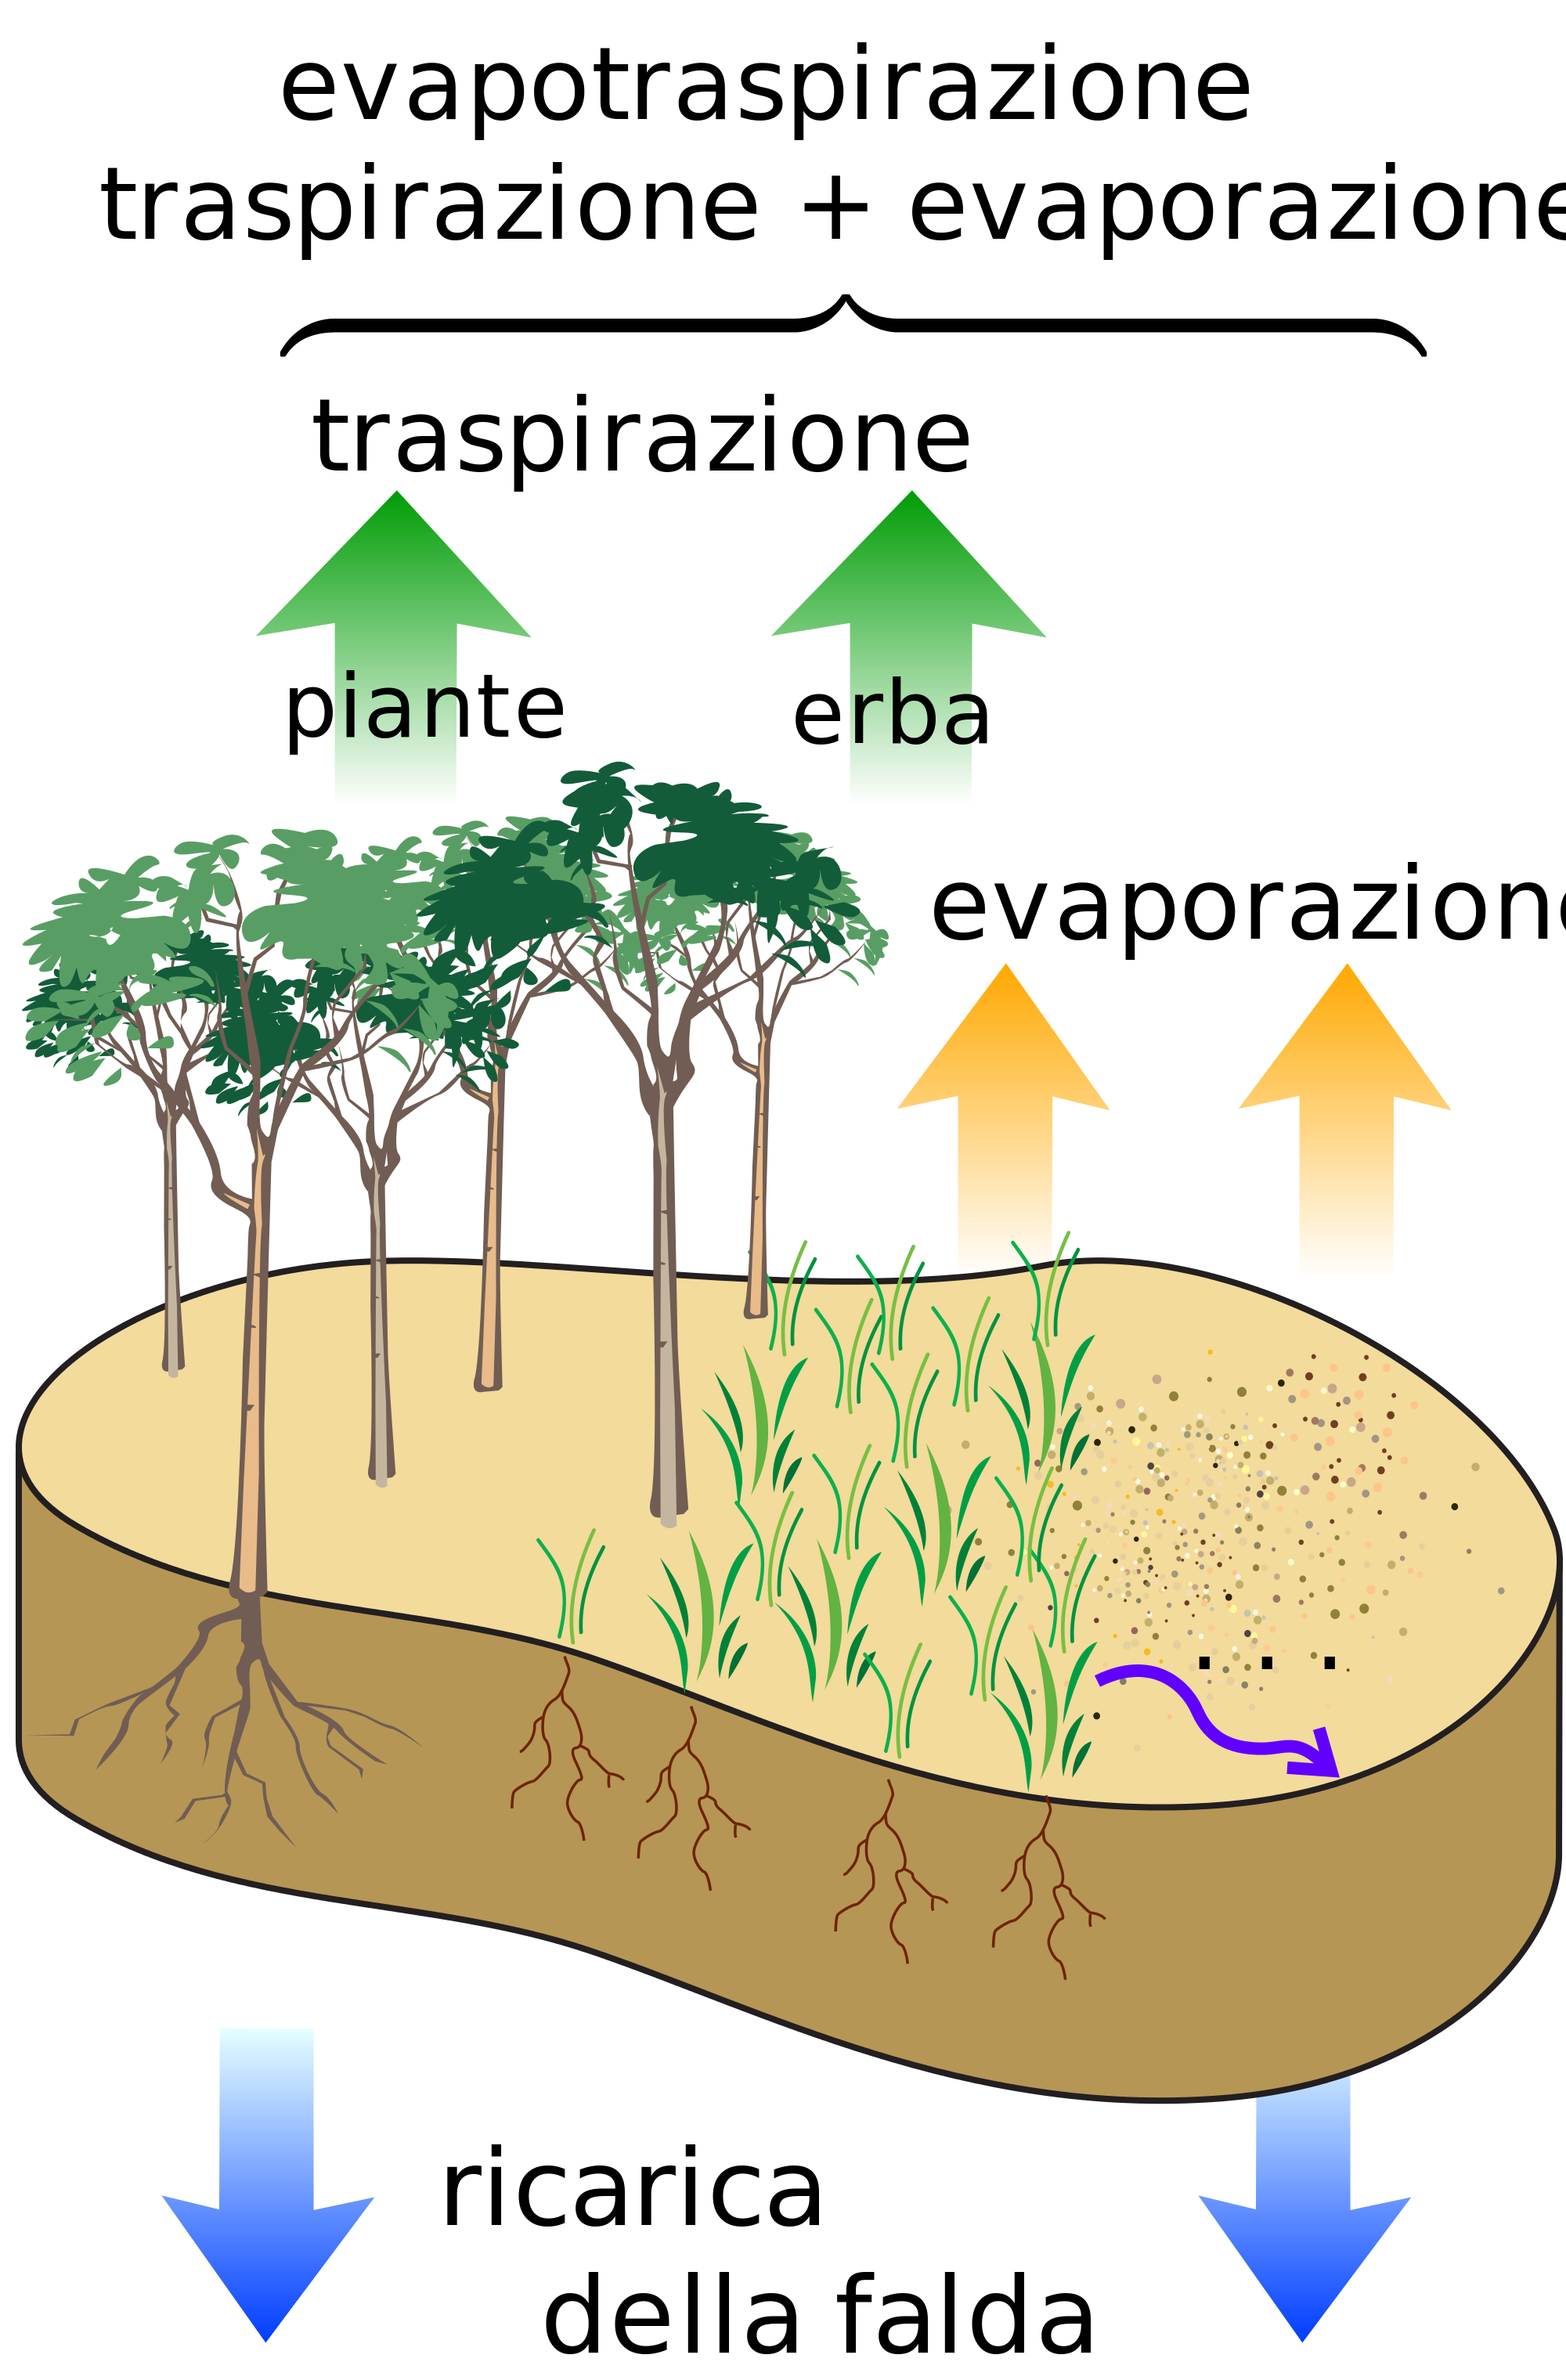 evapotraspirazione
traspirazione + evaporazione
traspirazione
piante
erba
evaporazione
. . .
ricarica
della falda